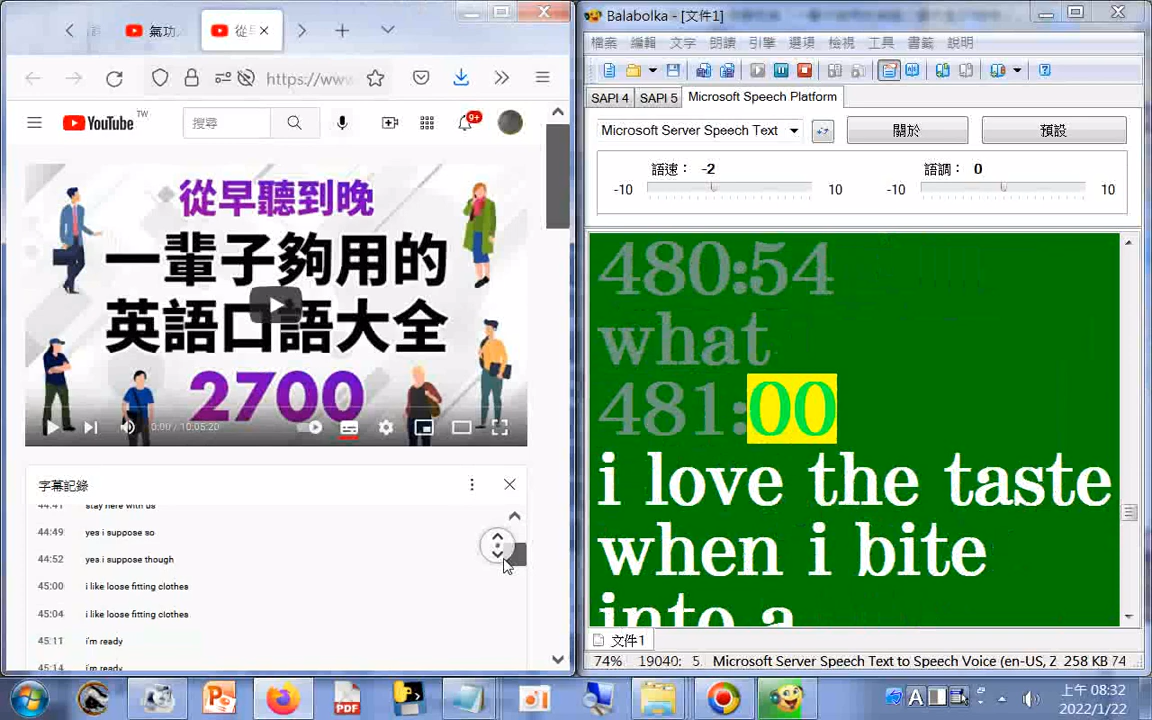 氣功.
從
https://www
YouTube TW
搜尋
9+
從早聽到晚
一輩子夠用的
英語口語大全
2700
0:00 / 10:05:20
字幕記錄
44:41 stay here with us
44:49 yes i suppose so
44:52 yes i suppose though
45:00 i like loose fitting clothes
45:04 i like loose fitting clothes
45:11 i'm ready
45:14 i'm ready
Balabolka - [文件1]
檔案 編輯 文字 朗讀 引擎 選項 檢視 工具 書籤 說明
SAPI 4 SAPI 5 Microsoft Speech Platform
Microsoft Server Speech Text
關於
預設
語速： -2
語調： 0
-10 10 -10 10
480:54
what
481:00
i love the taste
when i bite
into a
文件1
74% 19040: 5. Microsoft Server Speech Text to Speech Voice (en-US, Z 258 KB 74
PDF
A
上午 08:32
2022/1/22